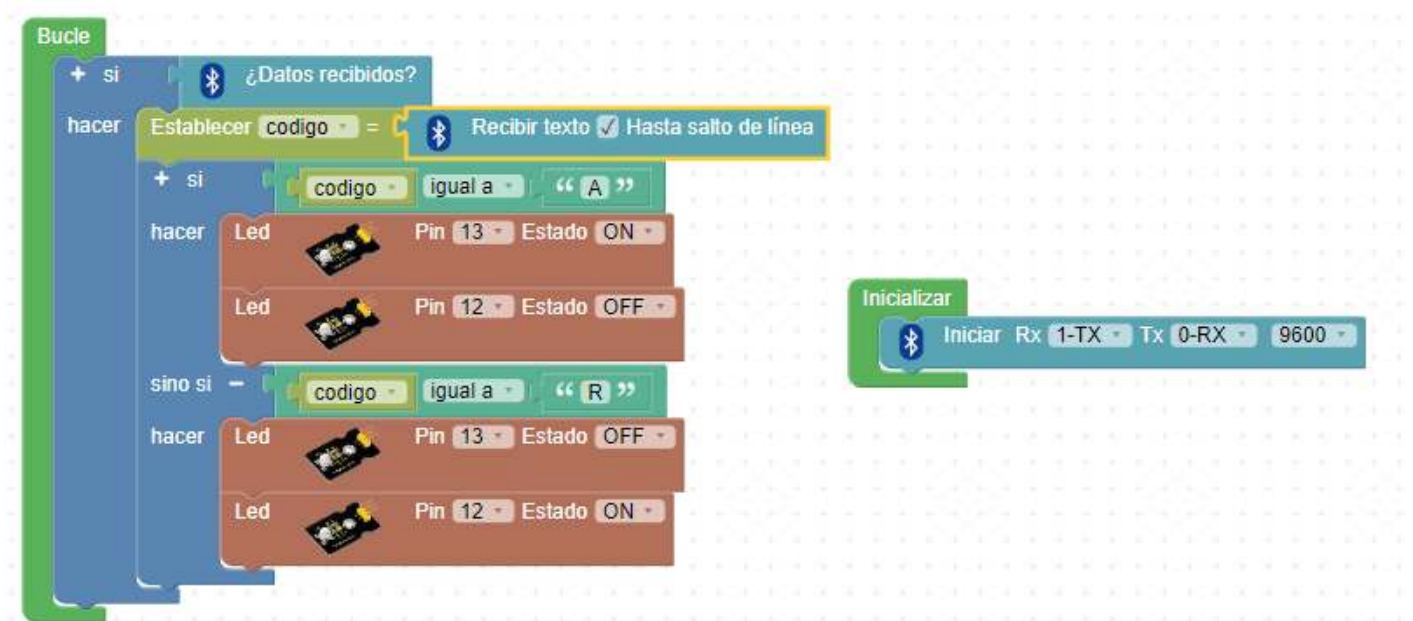 Bucle
+ si ¿Datos recibidos?
hacer Establecer codigo = Recibir texto Hasta salto de línea
+ si codigo igual a “ A ”
hacer Led Pin 13 Estado ON
Led Pin 12 Estado OFF
sino si − codigo igual a “ R ”
hacer Led Pin 13 Estado OFF
Led Pin 12 Estado ON
Inicializar
Iniciar Rx 1-TX Tx 0-RX 9600